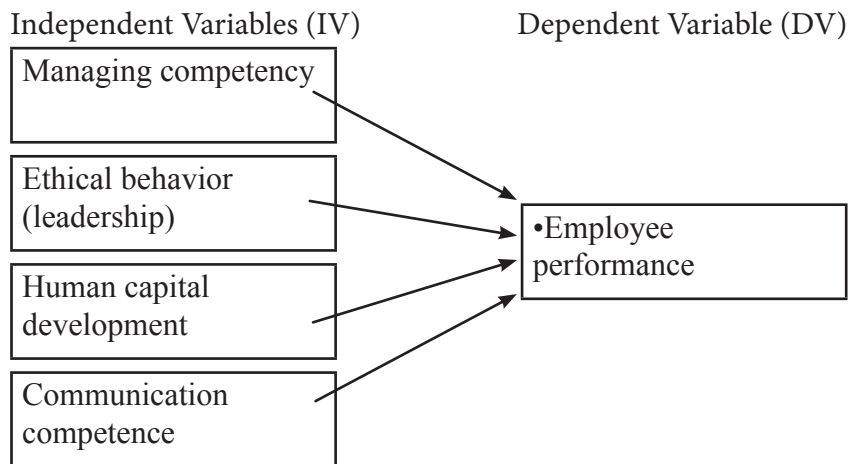 Independent Variables (IV)
Dependent Variable (DV)
Managing competency
Ethical behavior
(leadership)
•Employee
performance
Human capital
development
Communication
competence